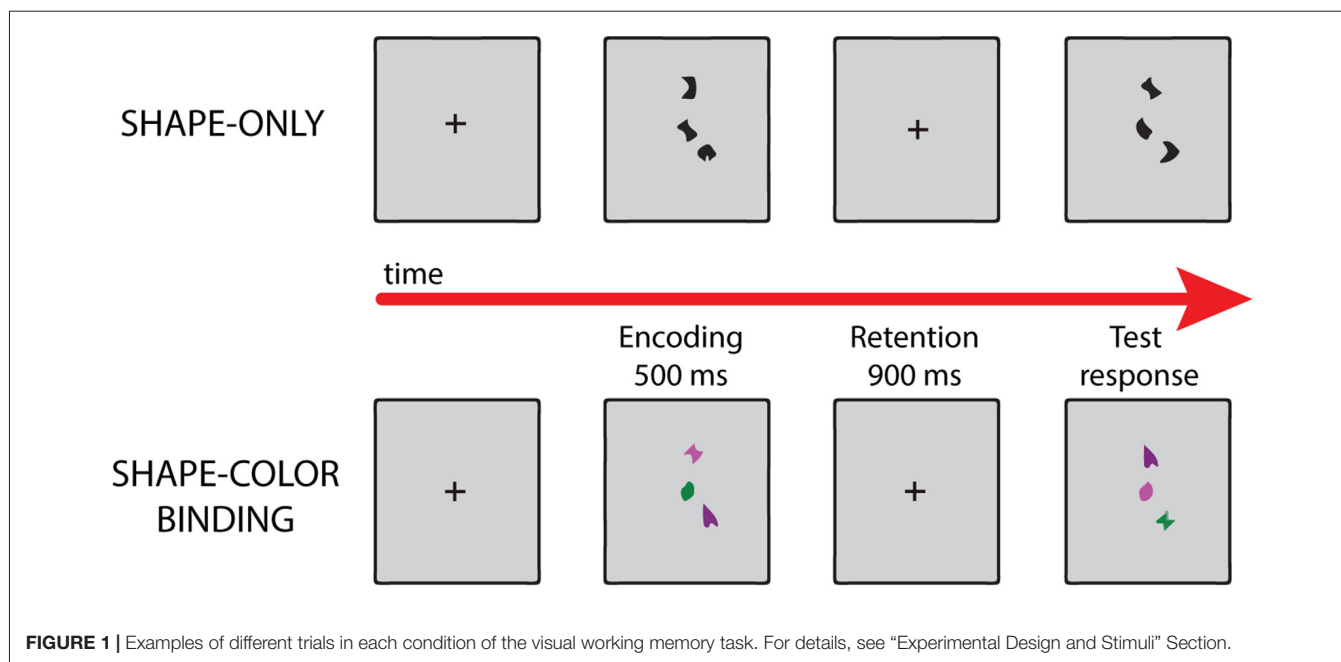 SHAPE-ONLY
time
Encoding
500 ms
Retention
900 ms
Test
response
SHAPE-COLOR
BINDING
FIGURE 1 | Examples of different trials in each condition of the visual working memory task. For details, see “Experimental Design and Stimuli” Section.